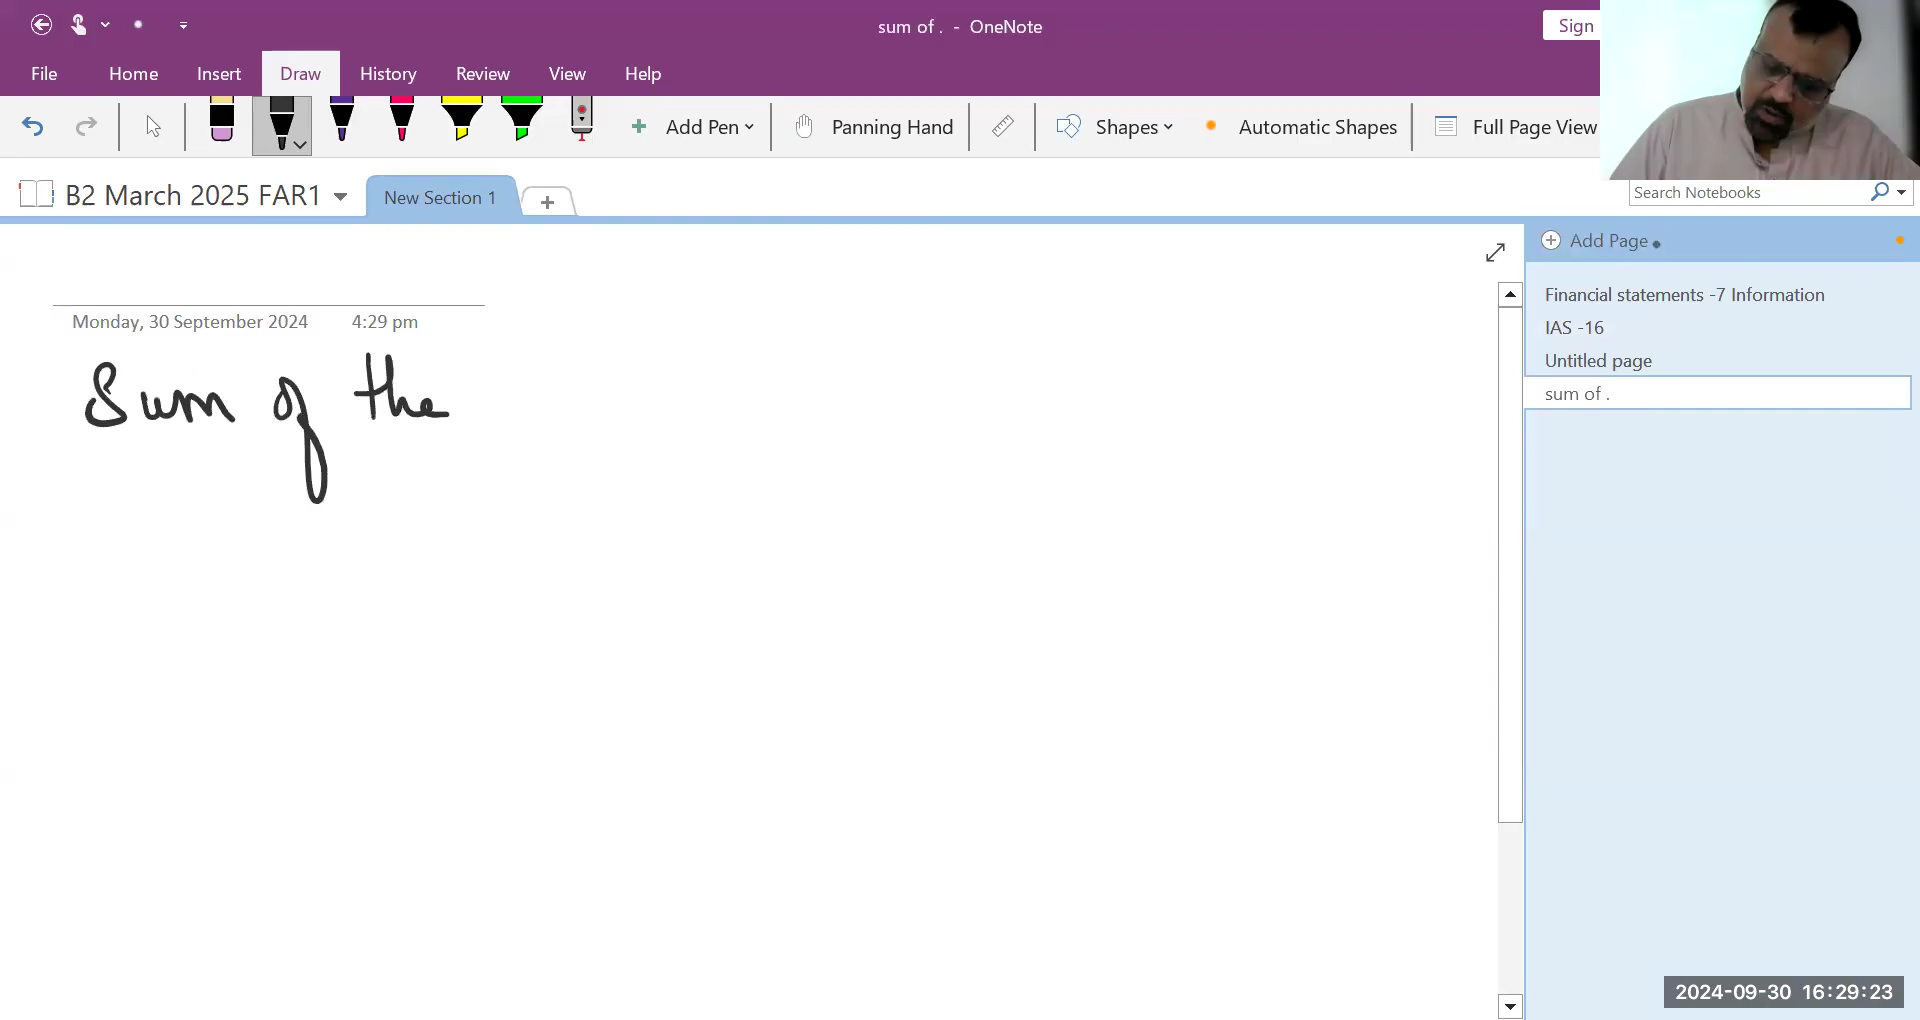 sum of . - OneNote
Sign
File Home Insert Draw History Review View Help
Add Pen Panning Hand Shapes Automatic Shapes Full Page View
B2 March 2025 FAR1 New Section 1
Search Notebooks
Add Page
Financial statements -7 Information
IAS -16
Untitled page
sum of .
Monday, 30 September 2024 4:29 pm
Sum of the
2024-09-30 16:29:23